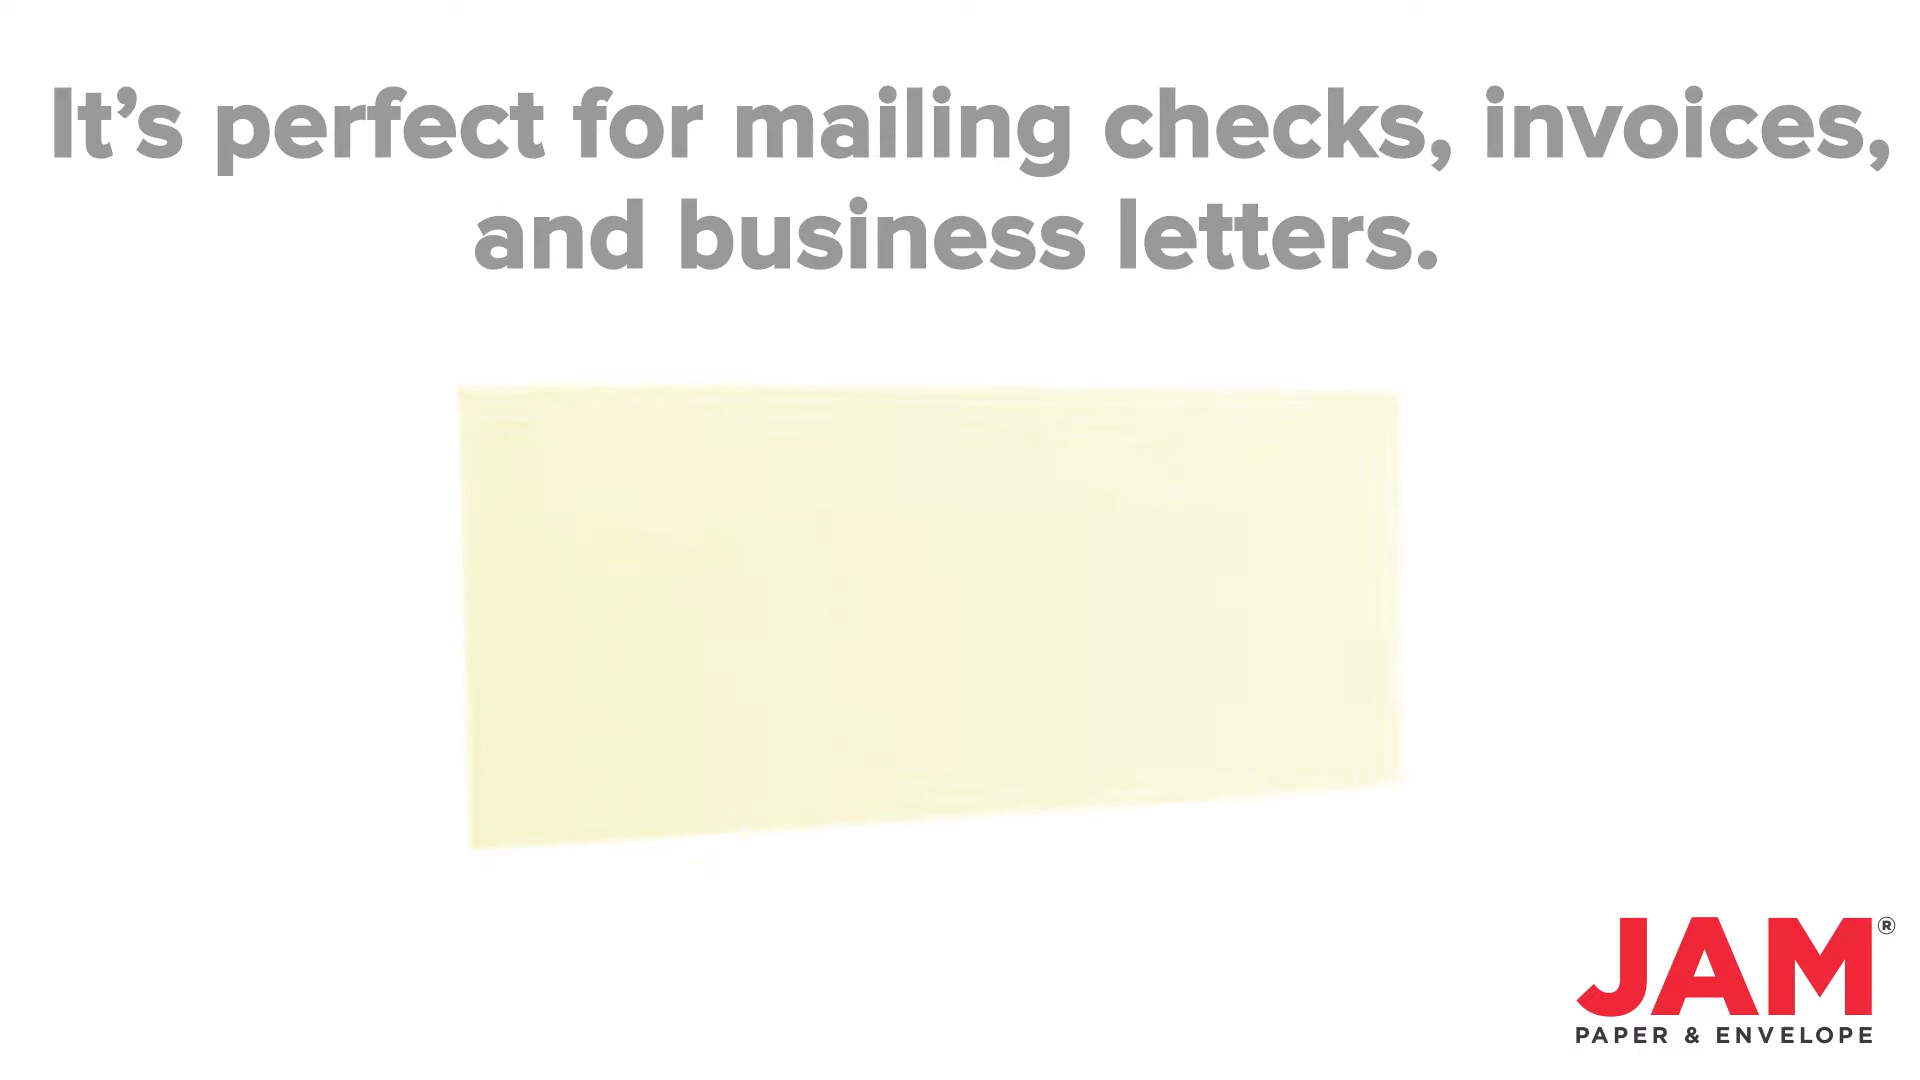 It’s perfect for mailing checks, invoices,
and business letters.
JAM®
PAPER & ENVELOPE